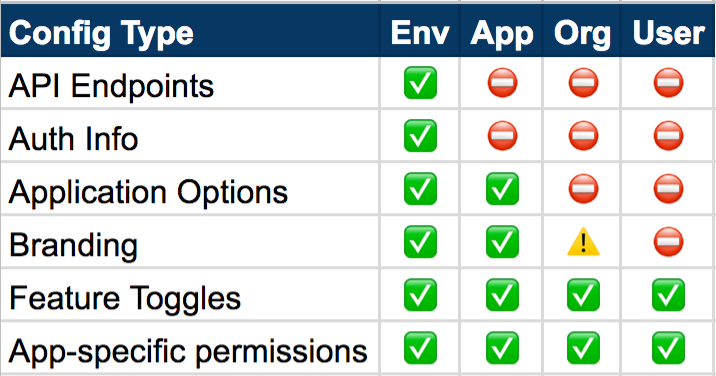 Config Type Env App Org User
API Endpoints ✅ ⛔ ⛔ ⛔
Auth Info ✅ ⛔ ⛔ ⛔
Application Options ✅ ✅ ⛔ ⛔
Branding ✅ ✅ ⚠️ ⛔
Feature Toggles ✅ ✅ ✅ ✅
App-specific permissions ✅ ✅ ✅ ✅